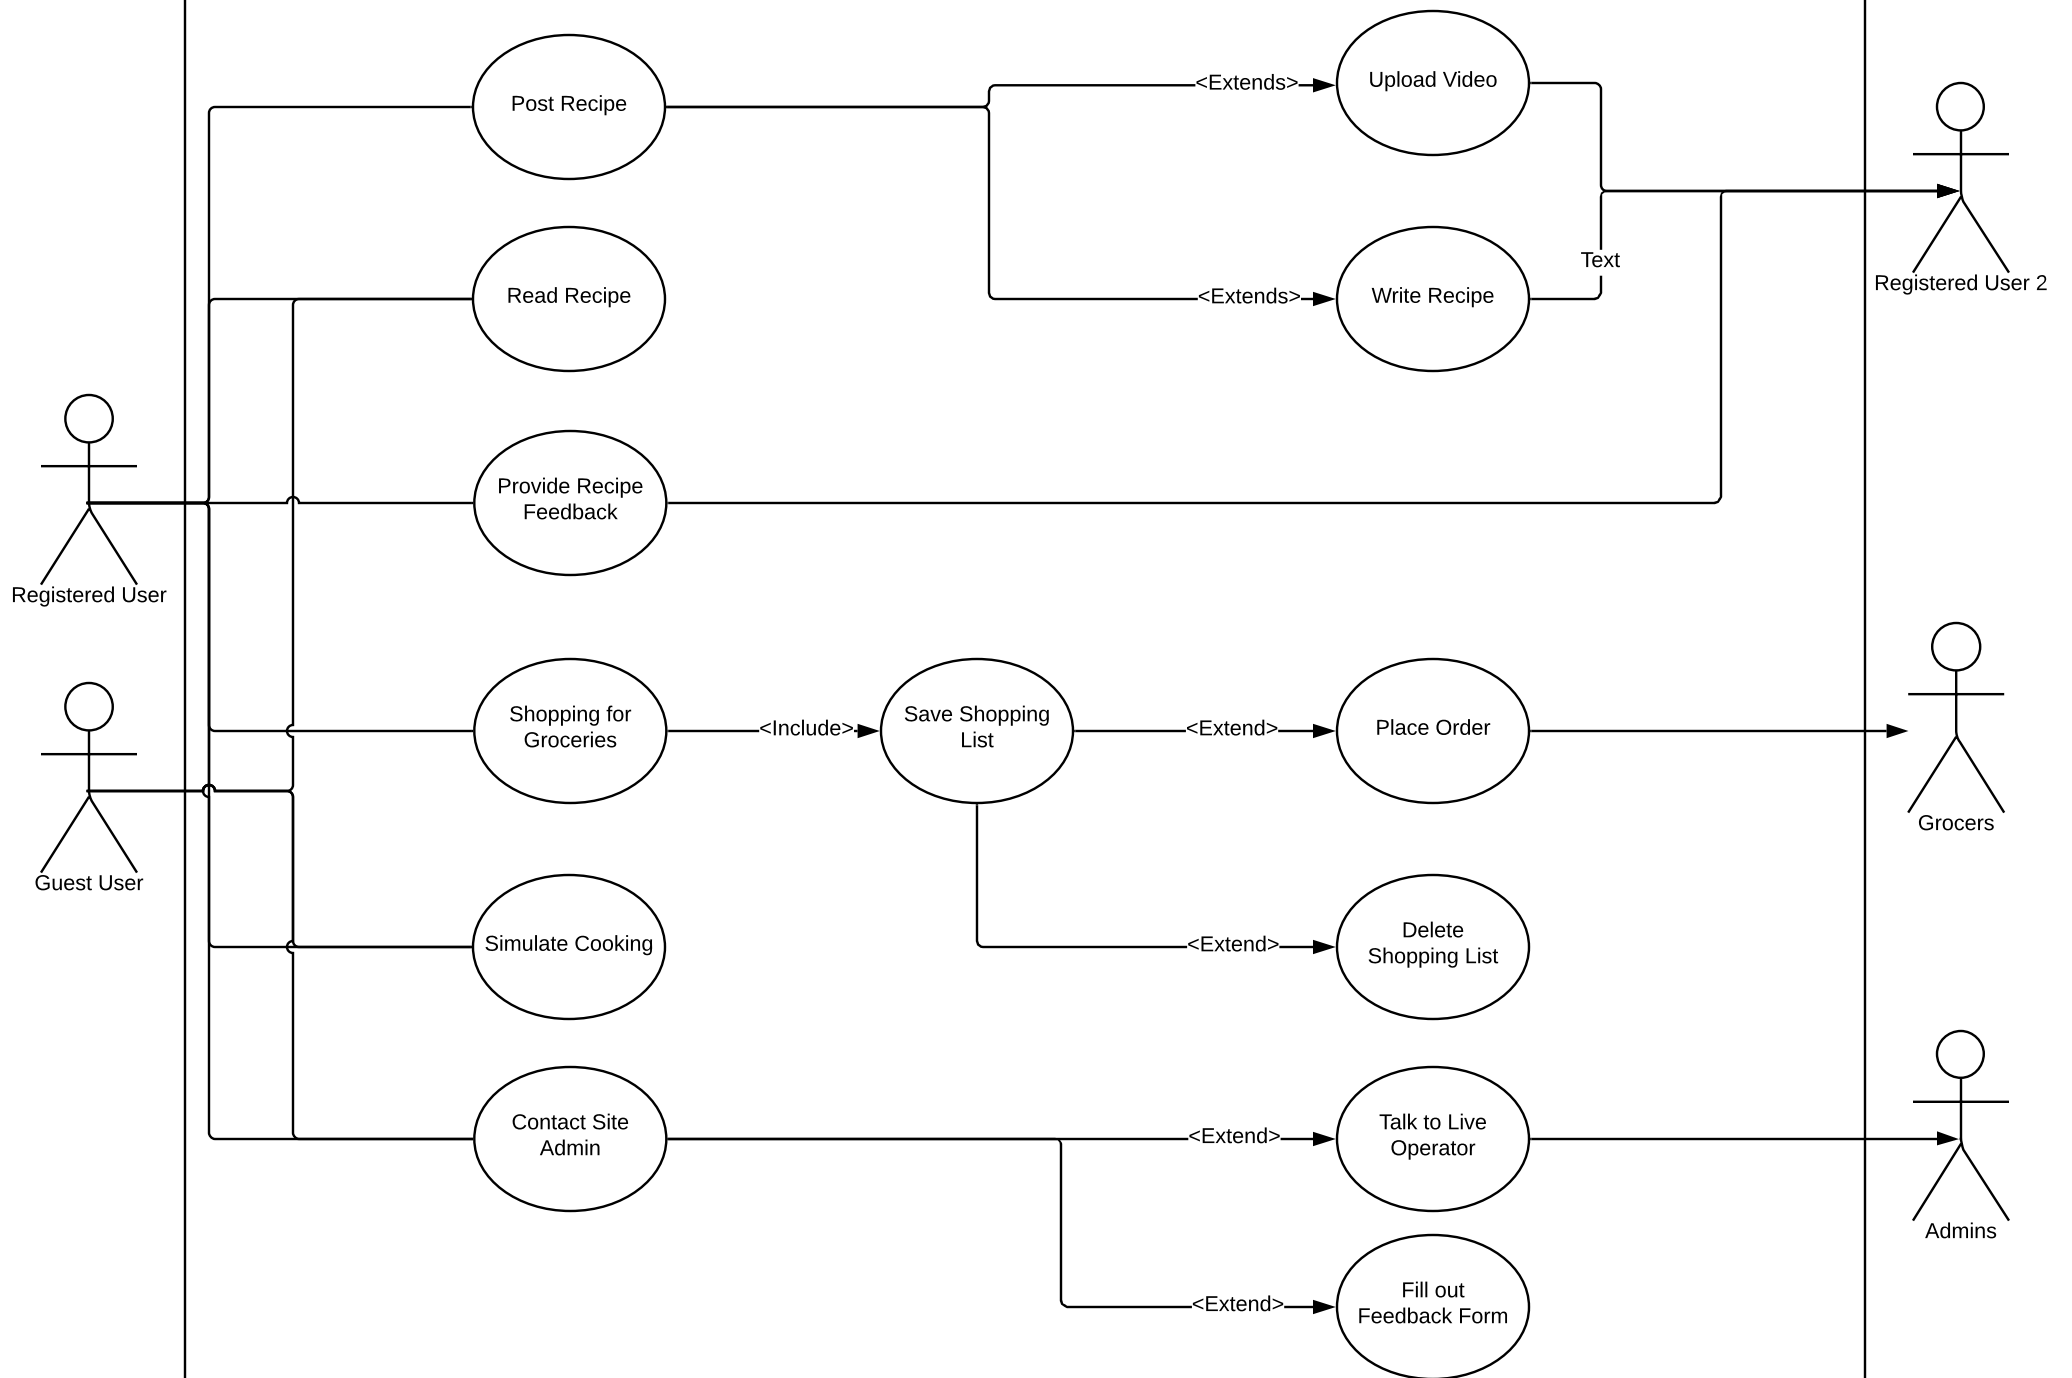 Post Recipe
<Extends>
Upload Video
Read Recipe
<Extends>
Write Recipe
Text
Registered User 2
Provide Recipe
Feedback
Registered User
Shopping for
Groceries
<Include>
Save Shopping
List
<Extend>
Place Order
Grocers
Guest User
Simulate Cooking
<Extend>
Delete
Shopping List
Contact Site
Admin
<Extend>
Talk to Live
Operator
Admins
<Extend>
Fill out
Feedback Form